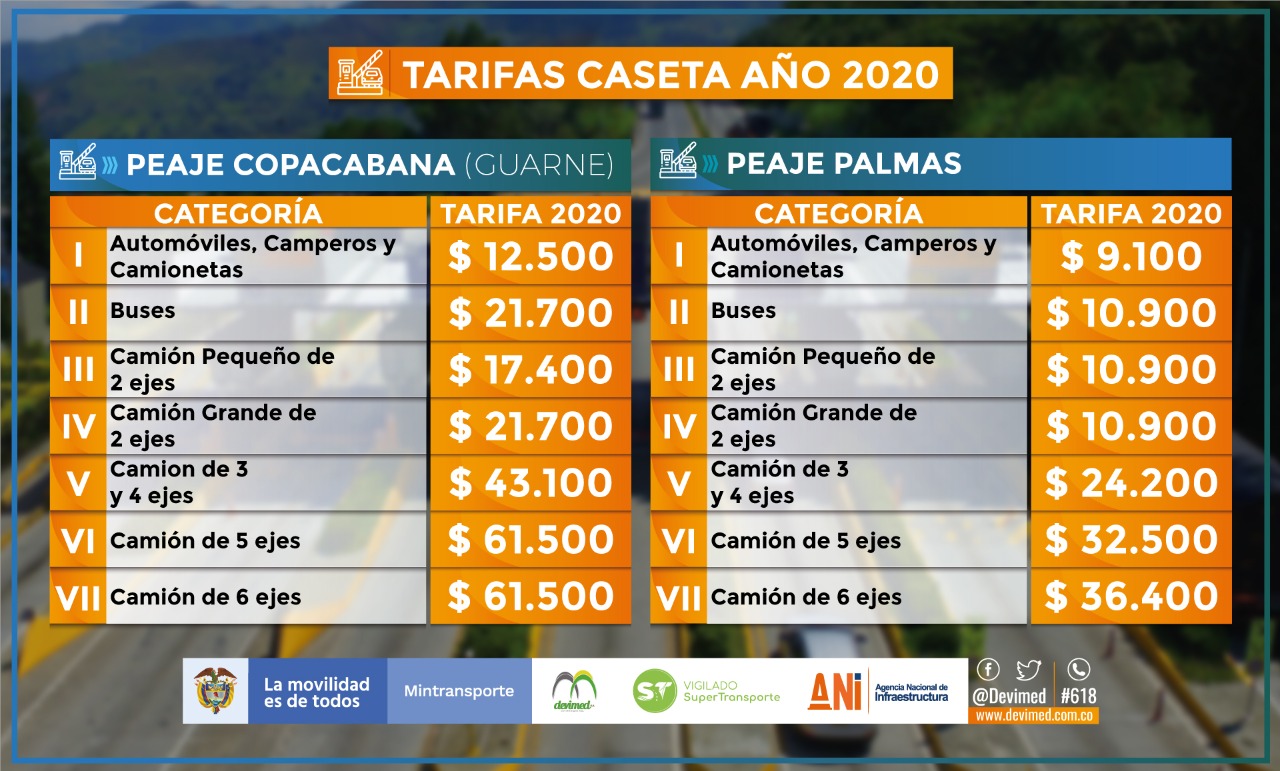 TARIFAS CASETA AÑO 2020
PEAJE COPACABANA (GUARNE)
CATEGORÍA TARIFA 2020
I Automóviles, Camperos y
Camionetas $ 12.500
II Buses $ 21.700
III Camión Pequeño de
2 ejes $ 17.400
IV Camión Grande de
2 ejes $ 21.700
V Camion de 3
y 4 ejes $ 43.100
VI Camión de 5 ejes $ 61.500
VII Camión de 6 ejes $ 61.500
PEAJE PALMAS
CATEGORÍA TARIFA 2020
I Automóviles, Camperos y
Camionetas $ 9.100
II Buses $ 10.900
III Camión Pequeño de
2 ejes $ 10.900
IV Camión Grande de
2 ejes $ 10.900
V Camión de 3
y 4 ejes $ 24.200
VI Camión de 5 ejes $ 32.500
VII Camión de 6 ejes $ 36.400
La movilidad
es de todos
Mintransporte
devimed
ST
VIGILADO
SuperTransporte
ANI
Agencia Nacional de
Infraestructura
@Devimed #618
www.devimed.com.co